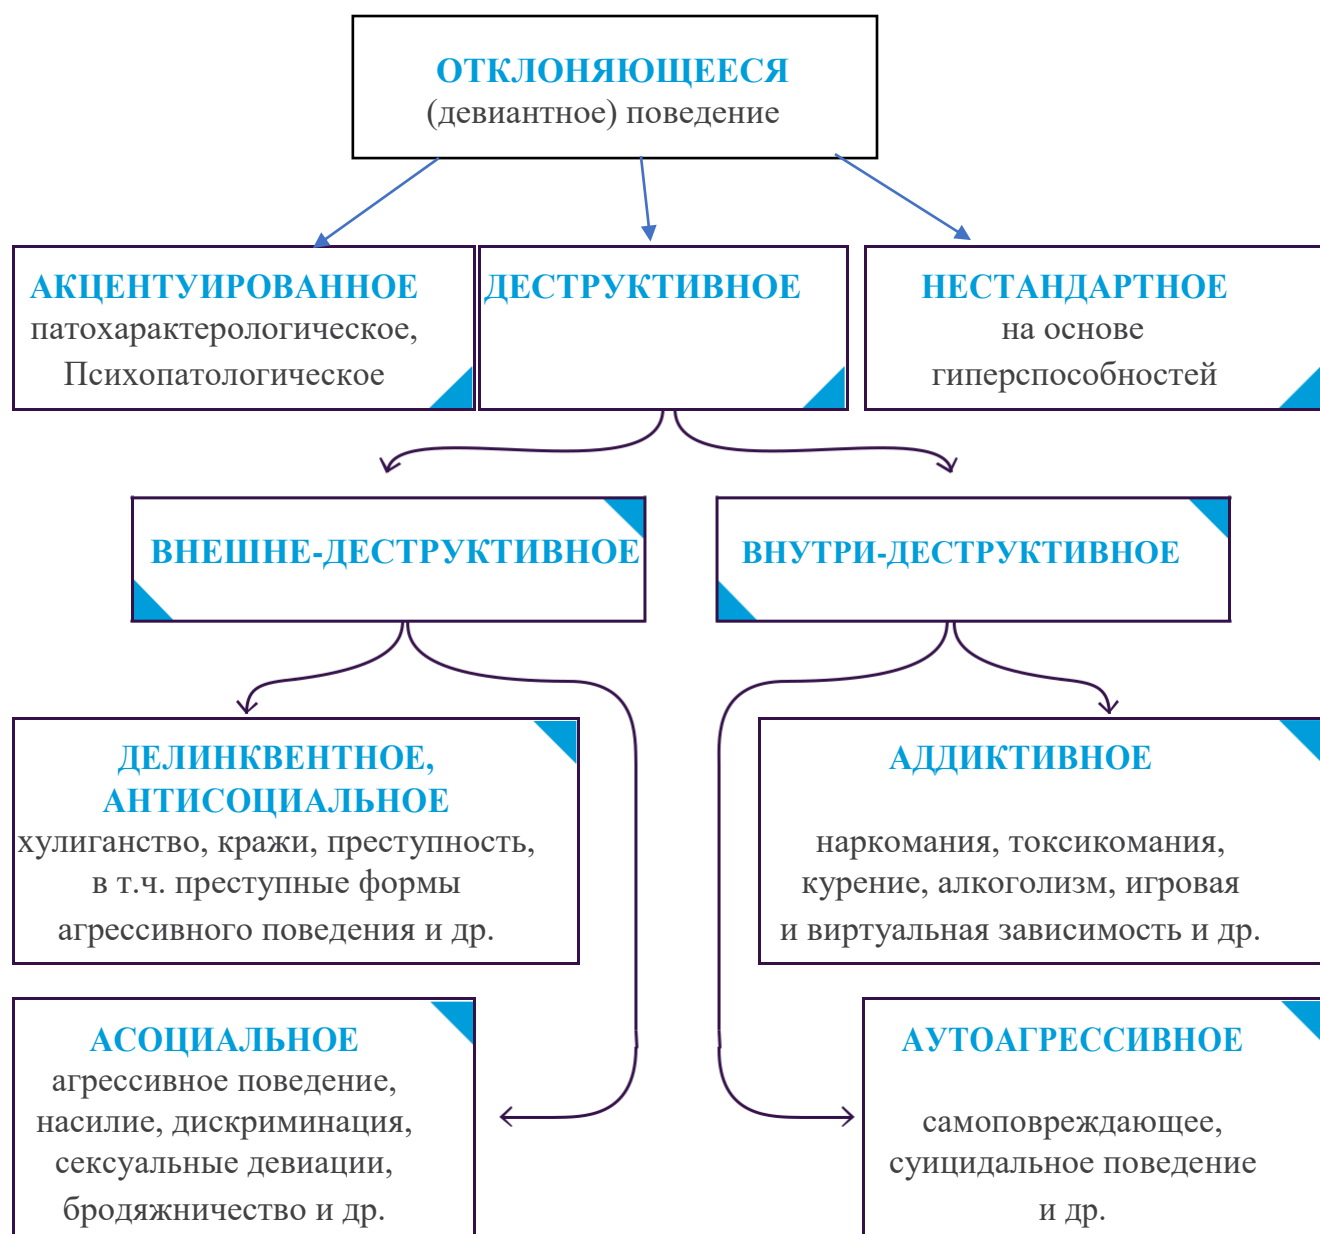 ОТКЛОНЯЮЩЕЕСЯ
(девиантное) поведение
АКЦЕНТУИРОВАННОЕ
патохарактерологическое,
Психопатологическое
ДЕСТРУКТИВНОЕ
НЕСТАНДАРТНОЕ
на основе
гиперспособностей
ВНЕШНЕ-ДЕСТРУКТИВНОЕ
ВНУТРИ-ДЕСТРУКТИВНОЕ
ДЕЛИНКВЕНТНОЕ,
АНТИСОЦИАЛЬНОЕ
хулиганство, кражи, преступность,
в т.ч. преступные формы
агрессивного поведения и др.
АДДИКТИВНОЕ
наркомания, токсикомания,
курение, алкоголизм, игровая
и виртуальная зависимость и др.
АСОЦИАЛЬНОЕ
агрессивное поведение,
насилие, дискриминация,
сексуальные девиации,
бродяжничество и др.
АУТОАГРЕССИВНОЕ
самоповреждающее,
суицидальное поведение
и др.